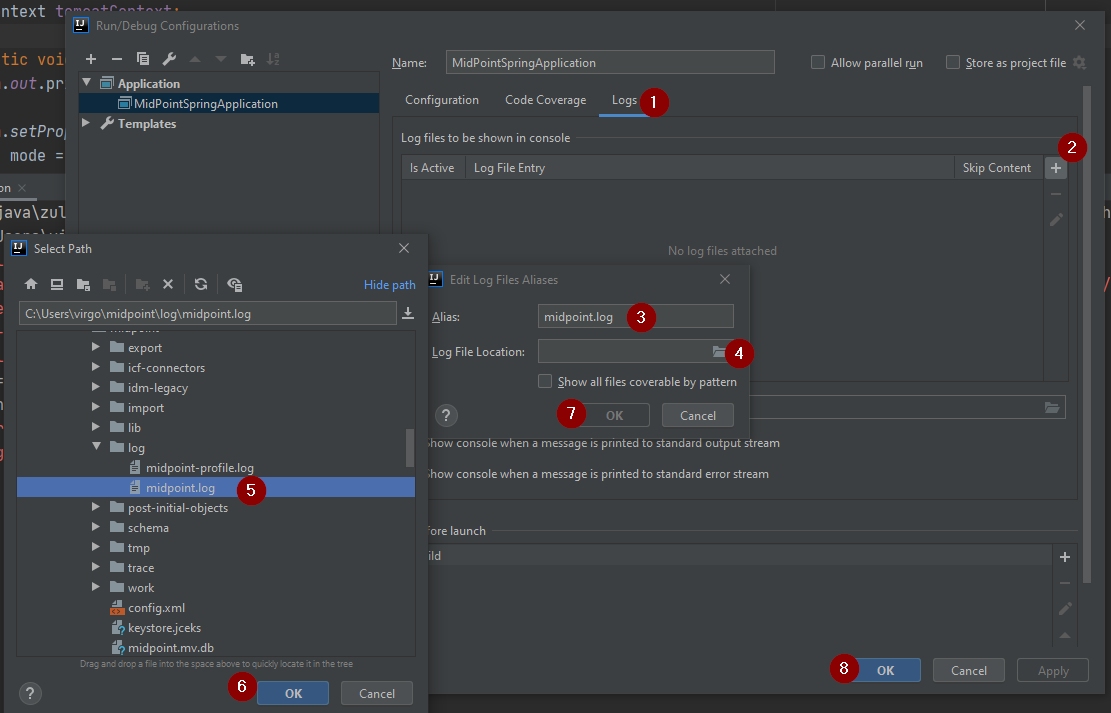 ontext tomcatContext;
Run/Debug Configurations
tic voi
.out.pr
.setProp
mode =
on
java\zul
Name:
MidPointSpringApplication
Allow parallel run
Store as project file
Application
MidPointSpringApplication
Templates
Configuration
Code Coverage
Logs
1
Log files to be shown in console
2
Is Active
Log File Entry
Skip Content
No log files attached
Select Path
Hide path
C:\Users\virgo\midpoint\log\midpoint.log
midpoint
export
icf-connectors
idm-legacy
import
lib
log
midpoint-profile.log
midpoint.log
5
post-initial-objects
schema
tmp
trace
work
config.xml
keystore.jceks
midpoint.mv.db
Drag and drop a file into the space above to quickly locate it in the tree
?
6
OK
Cancel
Edit Log Files Aliases
Alias:
midpoint.log
3
Log File Location:
4
Show all files coverable by pattern
?
7
OK
Cancel
Show console when a message is printed to standard output stream
Show console when a message is printed to standard error stream
fore launch
ild
8
OK
Cancel
Apply